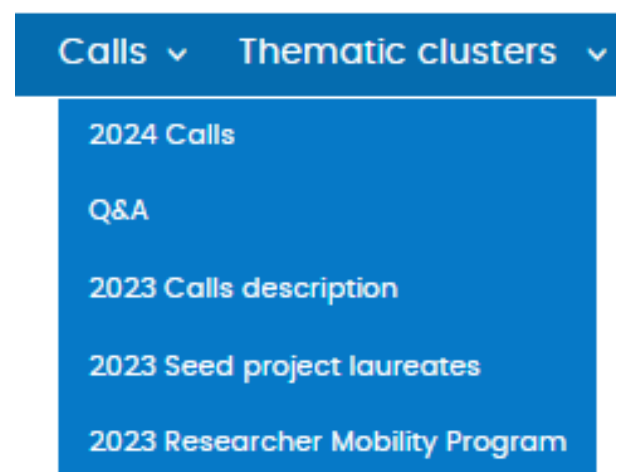 Calls Thematic clusters
2024 Calls
Q&A
2023 Calls description
2023 Seed project laureates
2023 Researcher Mobility Program